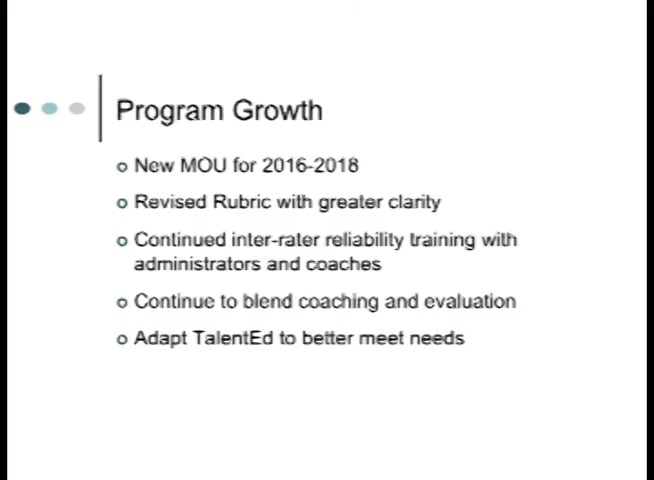 Program Growth
New MOU for 2016-2018
Revised Rubric with greater clarity
Continued inter-rater reliability training with
administrators and coaches
Continue to blend coaching and evaluation
Adapt TalentEd to better meet needs